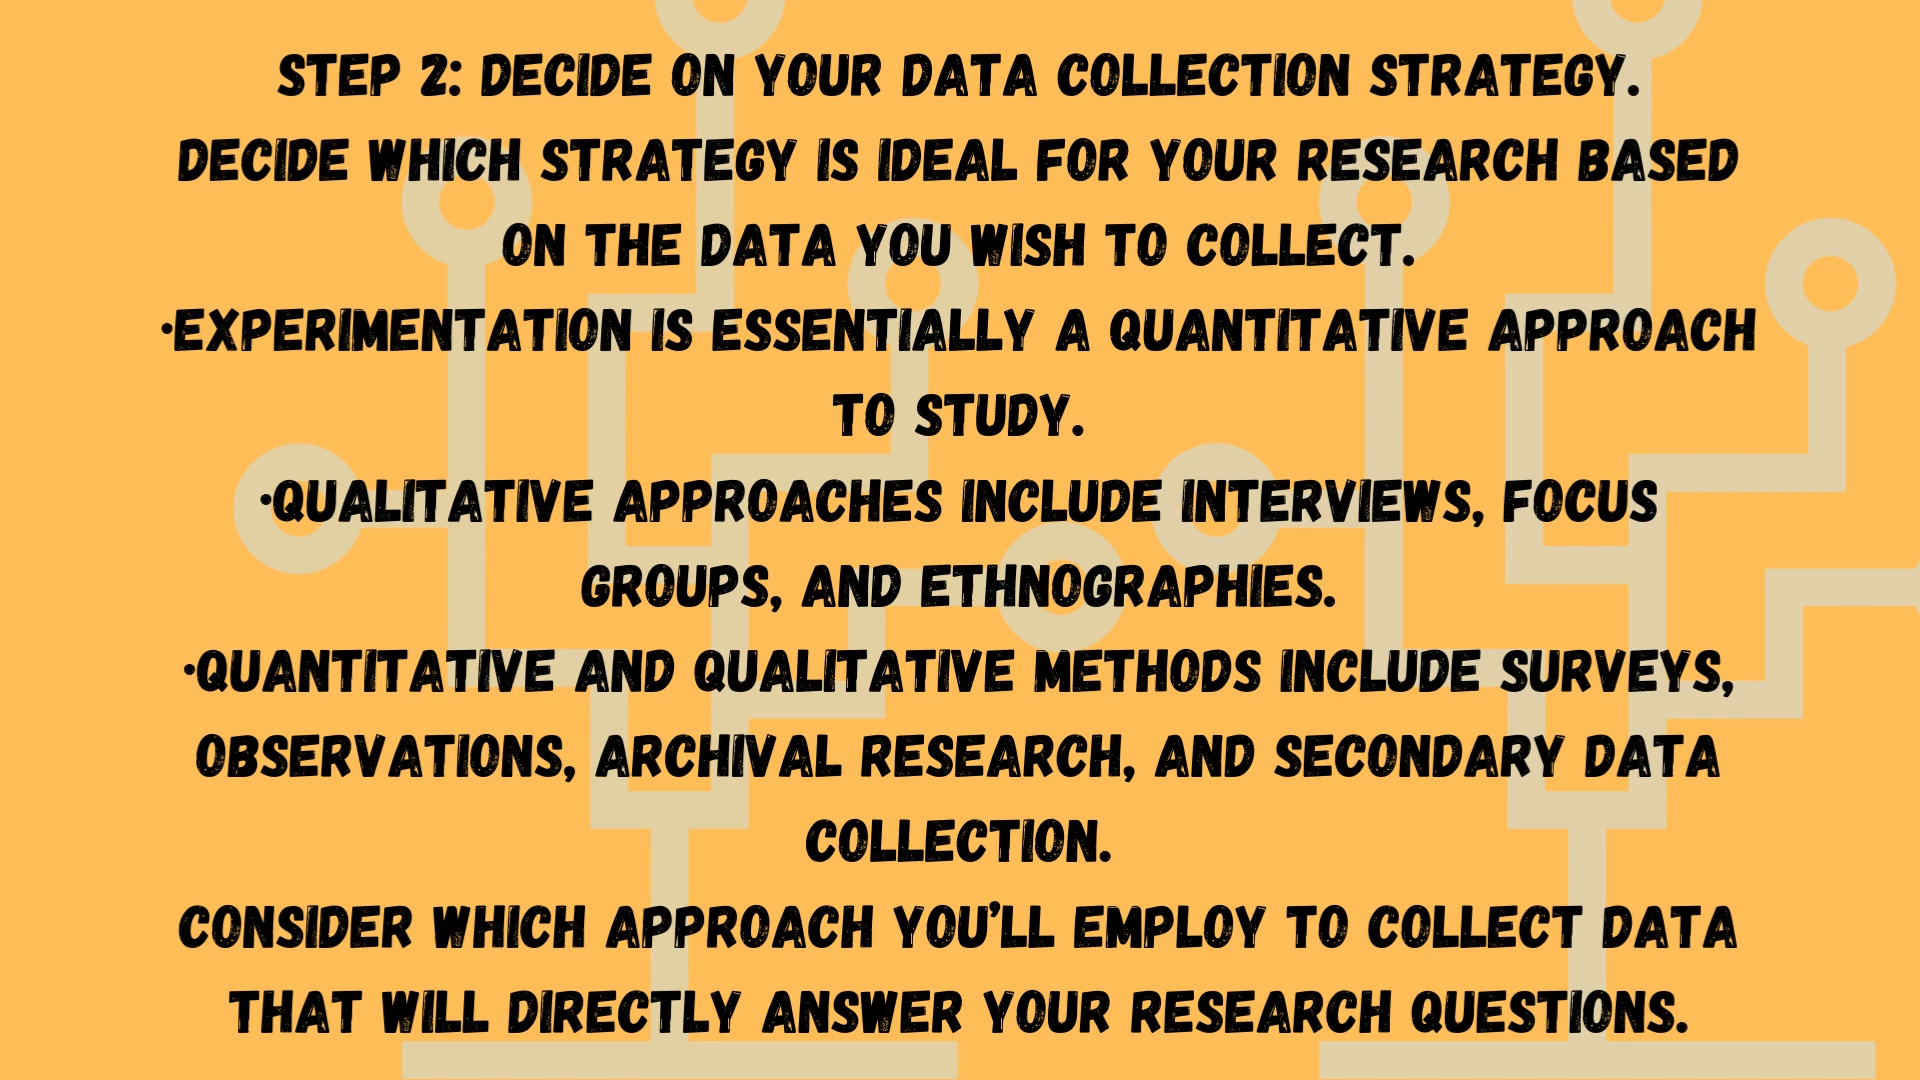 STEP 2: DECIDE ON YOUR DATA COLLECTION STRATEGY.
DECIDE WHICH STRATEGY IS IDEAL FOR YOUR RESEARCH BASED
ON THE DATA YOU WISH TO COLLECT.
·EXPERIMENTATION IS ESSENTIALLY A QUANTITATIVE APPROACH
TO STUDY.
·QUALITATIVE APPROACHES INCLUDE INTERVIEWS, FOCUS
GROUPS, AND ETHNOGRAPHIES.
·QUANTITATIVE AND QUALITATIVE METHODS INCLUDE SURVEYS,
OBSERVATIONS, ARCHIVAL RESEARCH, AND SECONDARY DATA
COLLECTION.
CONSIDER WHICH APPROACH YOU’LL EMPLOY TO COLLECT DATA
THAT WILL DIRECTLY ANSWER YOUR RESEARCH QUESTIONS.